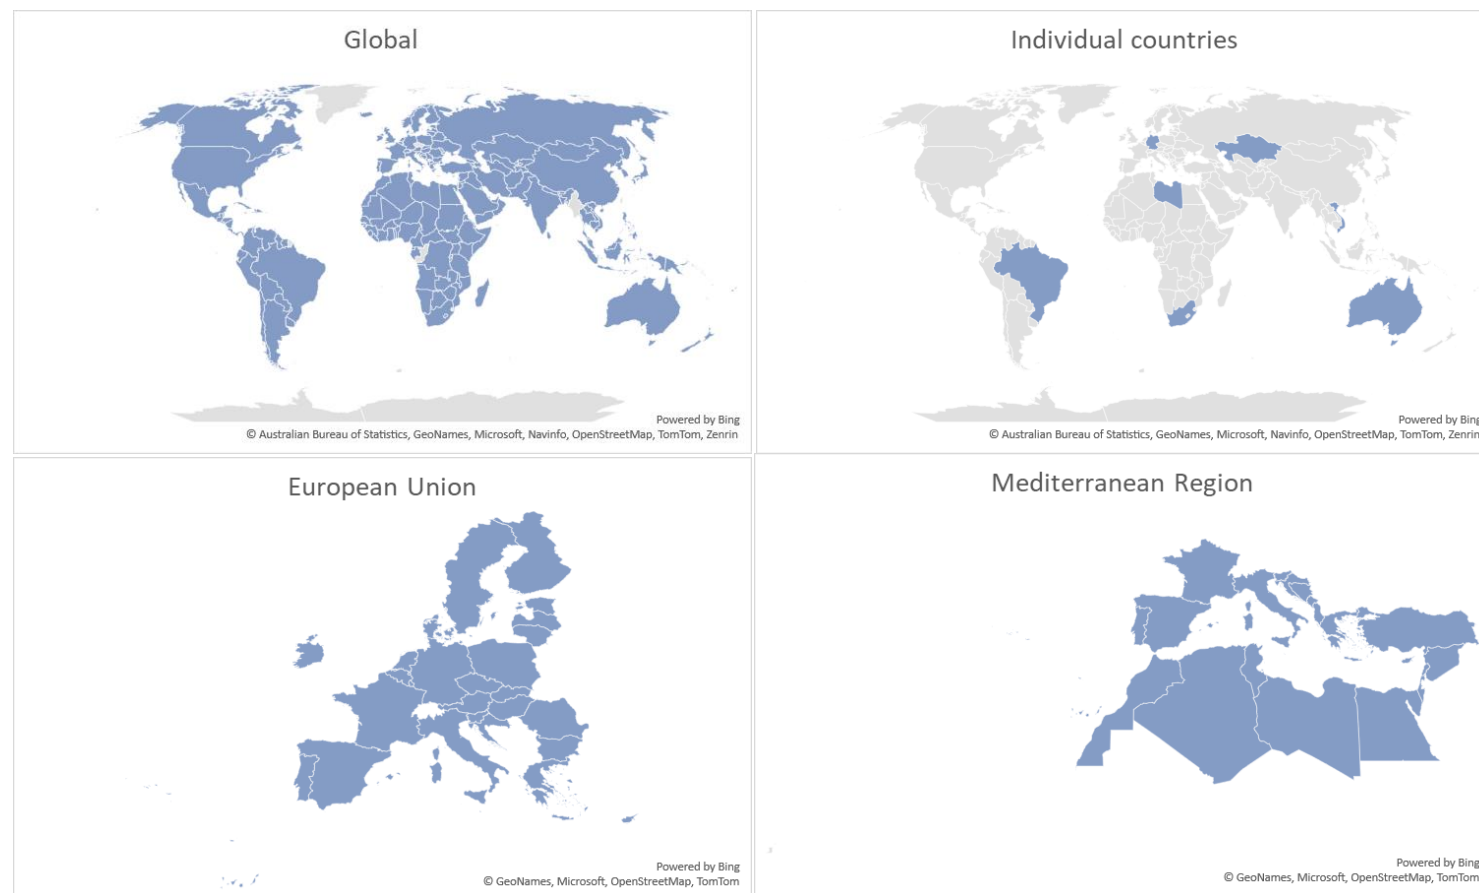 Global
Powered by Bing
© Australian Bureau of Statistics, GeoNames, Microsoft, Navinfo, OpenStreetMap, TomTom, Zenrin
Individual countries
Powered by Bing
© Australian Bureau of Statistics, GeoNames, Microsoft, Navinfo, OpenStreetMap, TomTom, Zenrin
European Union
Powered by Bing
© GeoNames, Microsoft, OpenStreetMap, TomTom
Mediterranean Region
Powered by Bing
© GeoNames, Microsoft, OpenStreetMap, TomTom